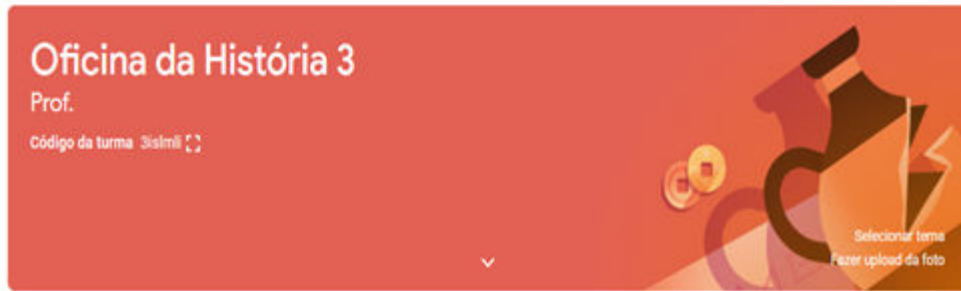 Oficina da História 3
Prof.
Código da turma 3islmli
Selecionar tema
Fazer upload da foto